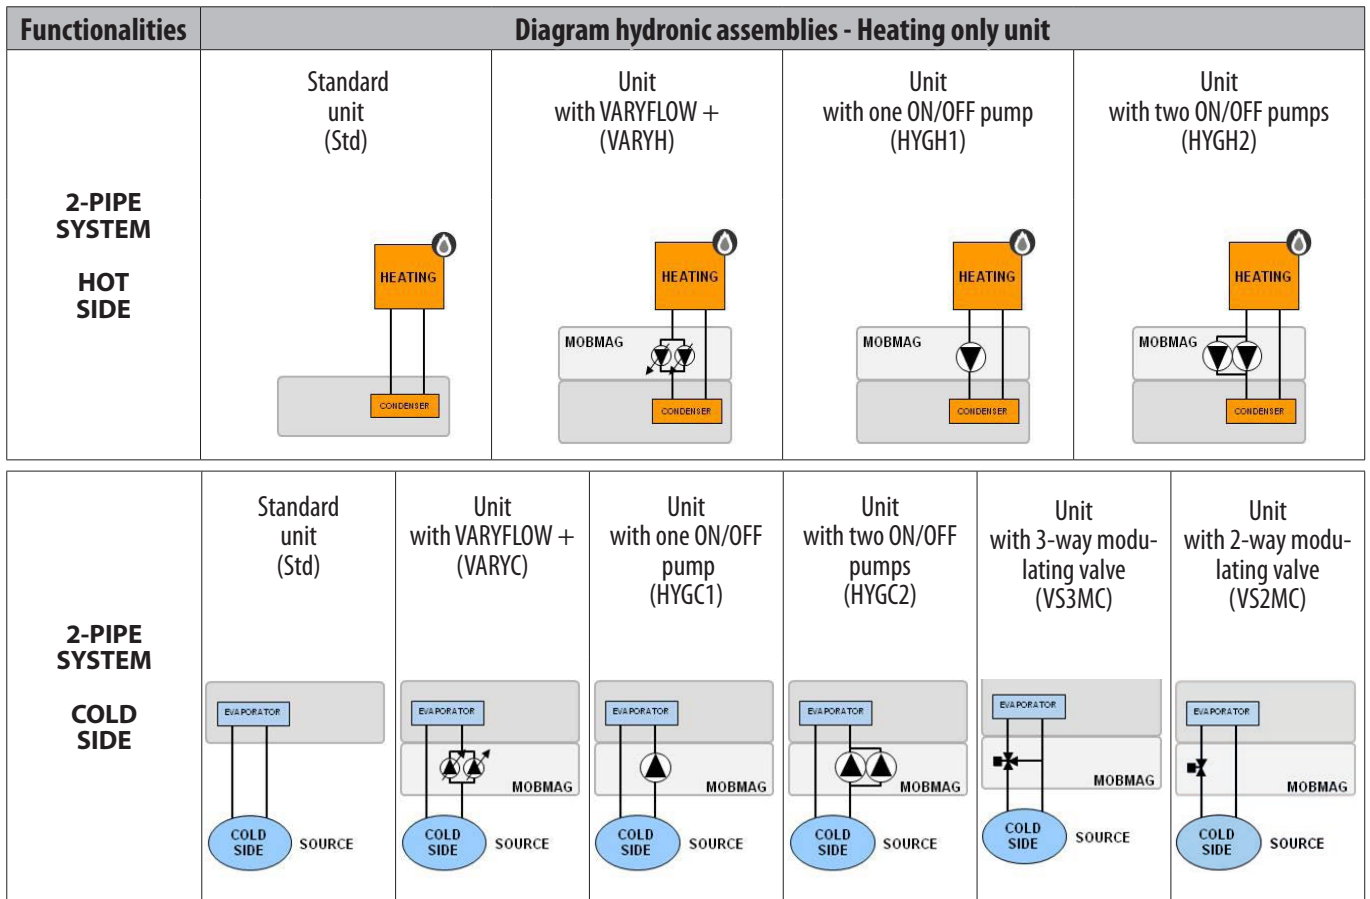 Functionalities
Diagram hydronic assemblies - Heating only unit
2-PIPE
SYSTEM
HOT
SIDE
Standard
unit
(Std)
HEATING
CONDENSER
Unit
with VARYFLOW +
(VARYH)
HEATING
MOBMAG
CONDENSER
Unit
with one ON/OFF pump
(HYGH1)
HEATING
MOBMAG
CONDENSER
Unit
with two ON/OFF pumps
(HYGH2)
HEATING
MOBMAG
CONDENSER
2-PIPE
SYSTEM
COLD
SIDE
Standard
unit
(Std)
EVAPORATOR
COLD
SIDE
SOURCE
Unit
with VARYFLOW +
(VARYC)
EVAPORATOR
MOBMAG
COLD
SIDE
SOURCE
Unit
with one ON/OFF
pump
(HYGC1)
EVAPORATOR
MOBMAG
COLD
SIDE
SOURCE
Unit
with two ON/OFF
pumps
(HYGC2)
EVAPORATOR
MOBMAG
COLD
SIDE
SOURCE
Unit
with 3-way modu-
lating valve
(VS3MC)
EVAPORATOR
MOBMAG
COLD
SIDE
SOURCE
Unit
with 2-way modu-
lating valve
(VS2MC)
EVAPORATOR
MOBMAG
COLD
SIDE
SOURCE